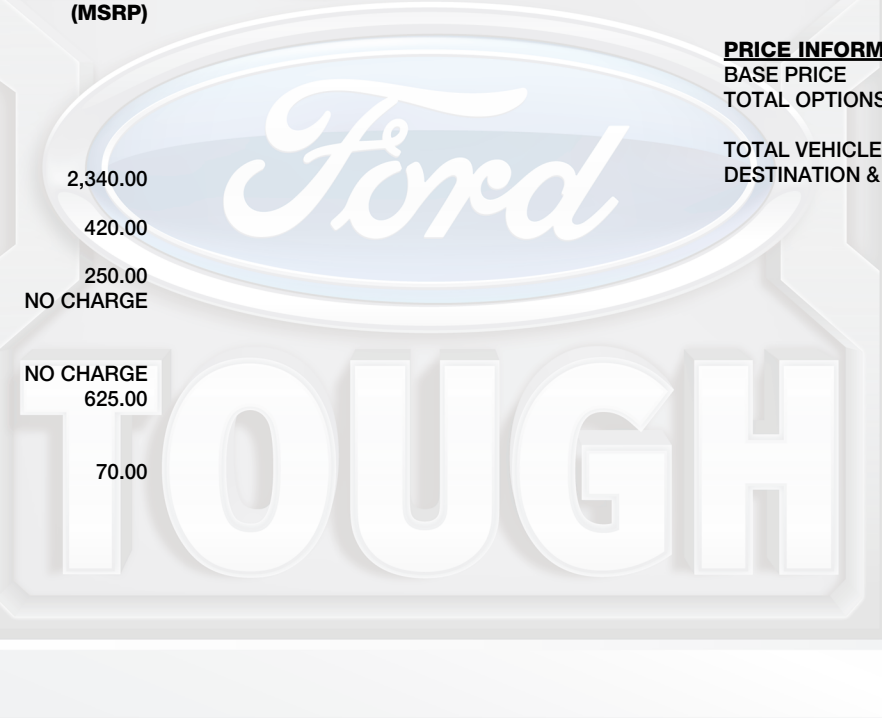 (MSRP)
PRICE INFORM
BASE PRICE
TOTAL OPTIONS
TOTAL VEHICLE
DESTINATION &
2,340.00
420.00
250.00
NO CHARGE
NO CHARGE
625.00
70.00
Ford
TOUGH